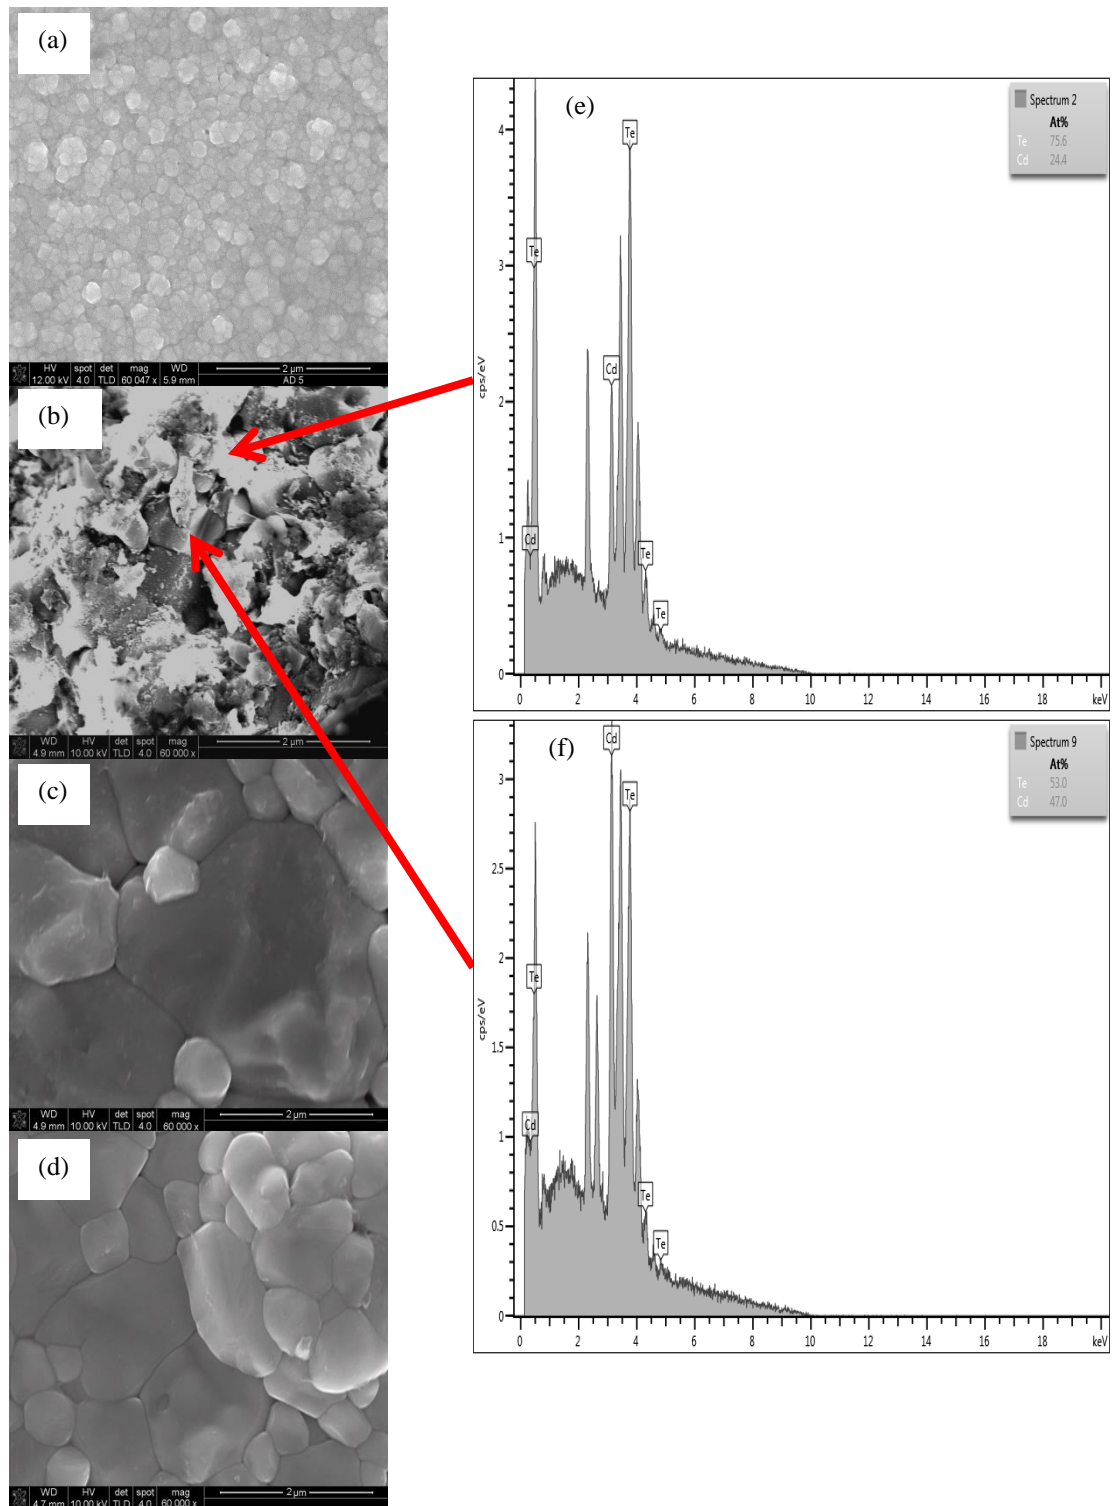 (a)
HV spot det mag WD 2 µm
12.00 kV 4.0 TLD 60 047 x 5.9 mm AD 5
(b)
WD HV det spot mag 2 µm
4.9 mm 10.00 kV TLD 4.0 60 000 x
(c)
WD HV det spot mag 2 µm
4.9 mm 10.00 kV TLD 4.0 60 000 x
(d)
WD HV det spot mag 2 µm
4.7 mm 10.00 kV TLD 4.0 60 000 x
(e)
Spectrum 2
At%
Te 75.6
Cd 24.4
cps/eV
4
3
2
1
0
Te
Te
Cd
Cd
Te
Te
0 2 4 6 8 10 12 14 16 18 keV
(f)
Spectrum 9
At%
Te 53.0
Cd 47.0
cps/eV
3
2.5
2
1.5
1
0.5
0
Cd
Te
Te
Cd
Te
Te
0 2 4 6 8 10 12 14 16 18 keV